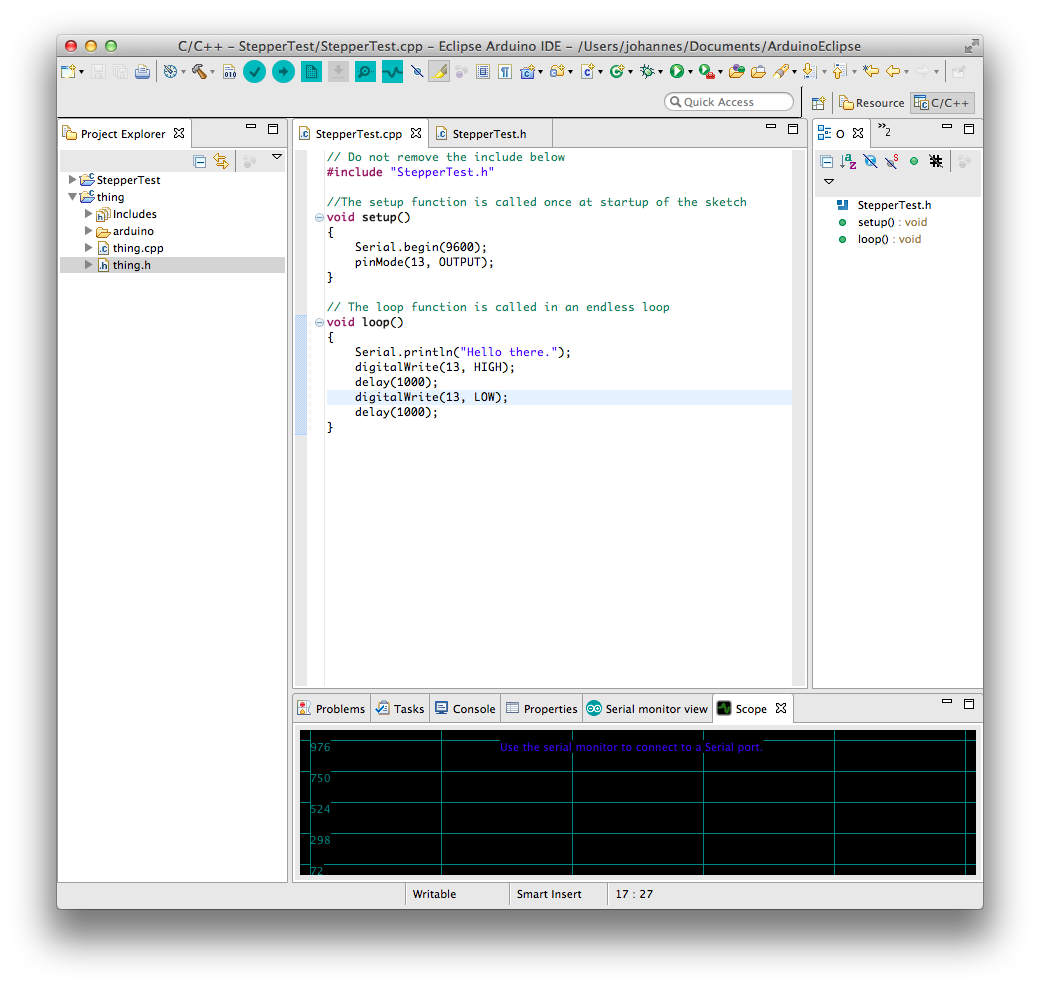 C/C++ – StepperTest/StepperTest.cpp – Eclipse Arduino IDE – /Users/johannes/Documents/ArduinoEclipse
010
Quick Access
Resource
C/C++
Project Explorer
StepperTest
thing
Includes
arduino
thing.cpp
thing.h
StepperTest.cpp
StepperTest.h
// Do not remove the include below
#include "StepperTest.h"
//The setup function is called once at startup of the sketch
void setup()
{
Serial.begin(9600);
pinMode(13, OUTPUT);
}
// The loop function is called in an endless loop
void loop()
{
Serial.println("Hello there.");
digitalWrite(13, HIGH);
delay(1000);
digitalWrite(13, LOW);
delay(1000);
}
O
»2
StepperTest.h
setup() : void
loop() : void
Problems
Tasks
Console
Properties
Serial monitor view
Scope
Use the serial monitor to connect to a Serial port.
976
750
524
298
72
Writable
Smart Insert
17 : 27